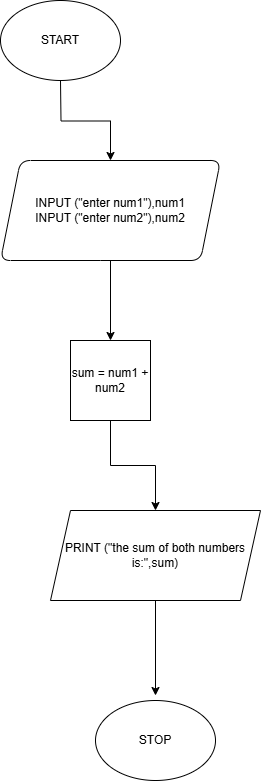 START
INPUT ("enter num1"),num1
INPUT ("enter num2"),num2
sum = num1 +
num2
PRINT ("the sum of both numbers
is:",sum)
STOP